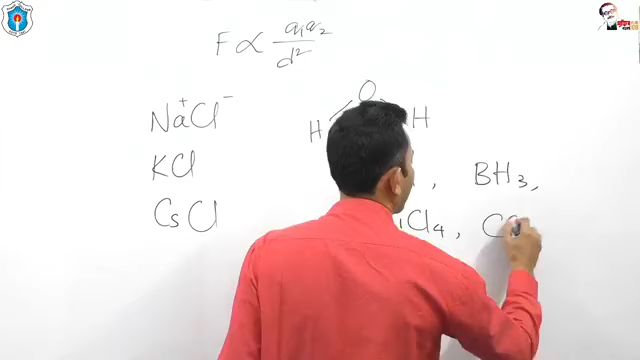 F ∝ q₁q₂/d²
Na⁺Cl⁻
O
H H
KCl
, BH₃,
CsCl
Cl₄,